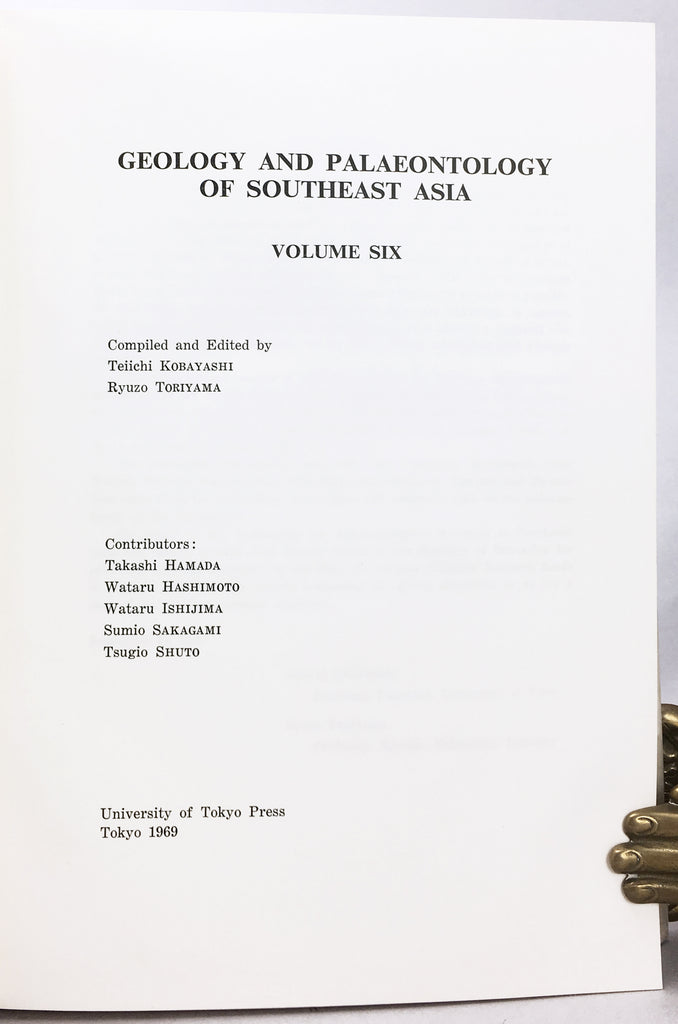 GEOLOGY AND PALAEONTOLOGY
OF SOUTHEAST ASIA
VOLUME SIX
Compiled and Edited by
Teiichi KOBAYASHI
Ryuzo TORIYAMA
Contributors:
Takashi HAMADA
Wataru HASHIMOTO
Wataru ISHIJIMA
Sumio SAKAGAMI
Tsugio SHUTO
University of Tokyo Press
Tokyo 1969